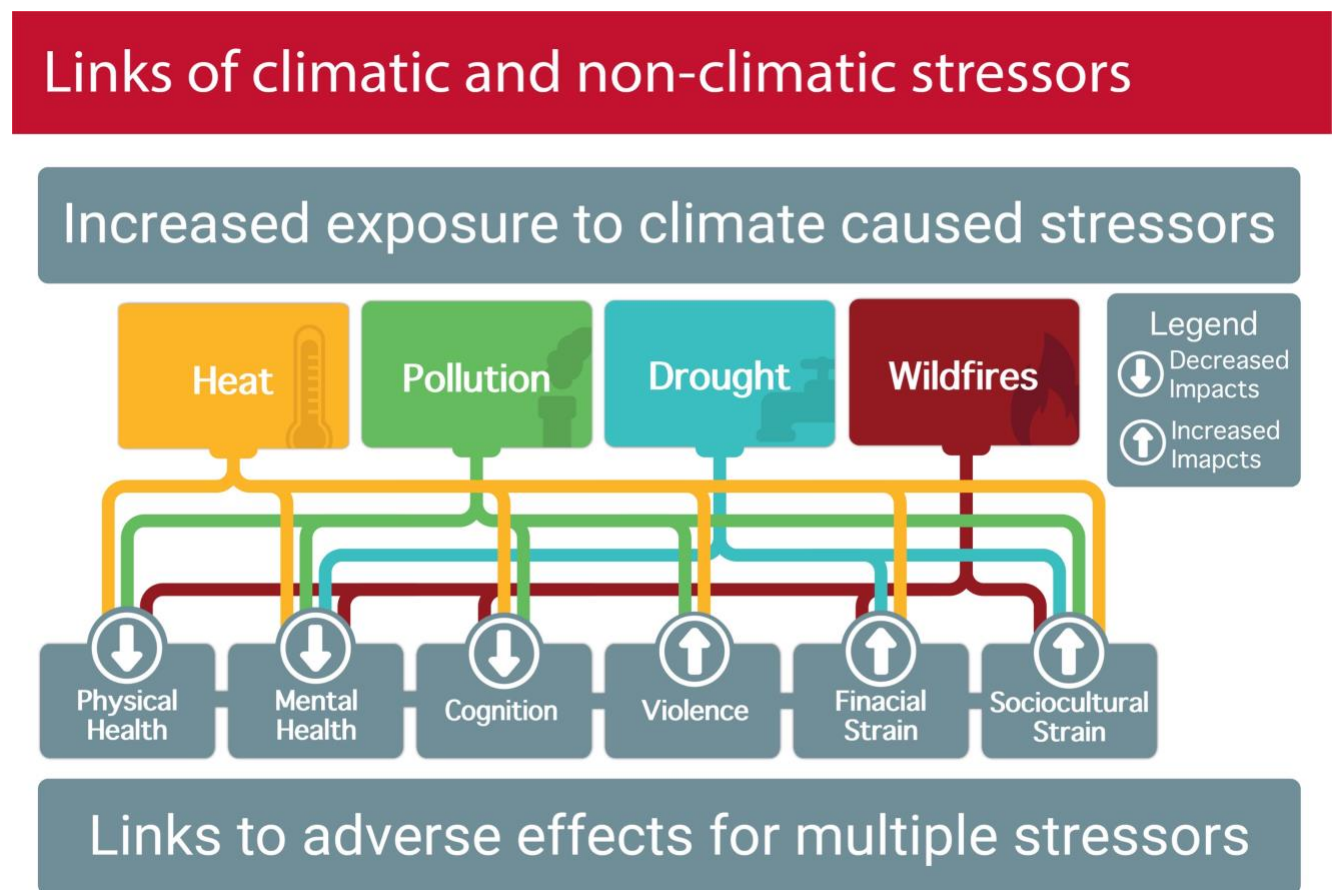 Links of climatic and non-climatic stressors
Increased exposure to climate caused stressors
Heat
Pollution
Drought
Wildfires
Legend
Decreased
Impacts
Increased
Imapcts
Physical
Health
Mental
Health
Cognition
Violence
Finacial
Strain
Sociocultural
Strain
Links to adverse effects for multiple stressors